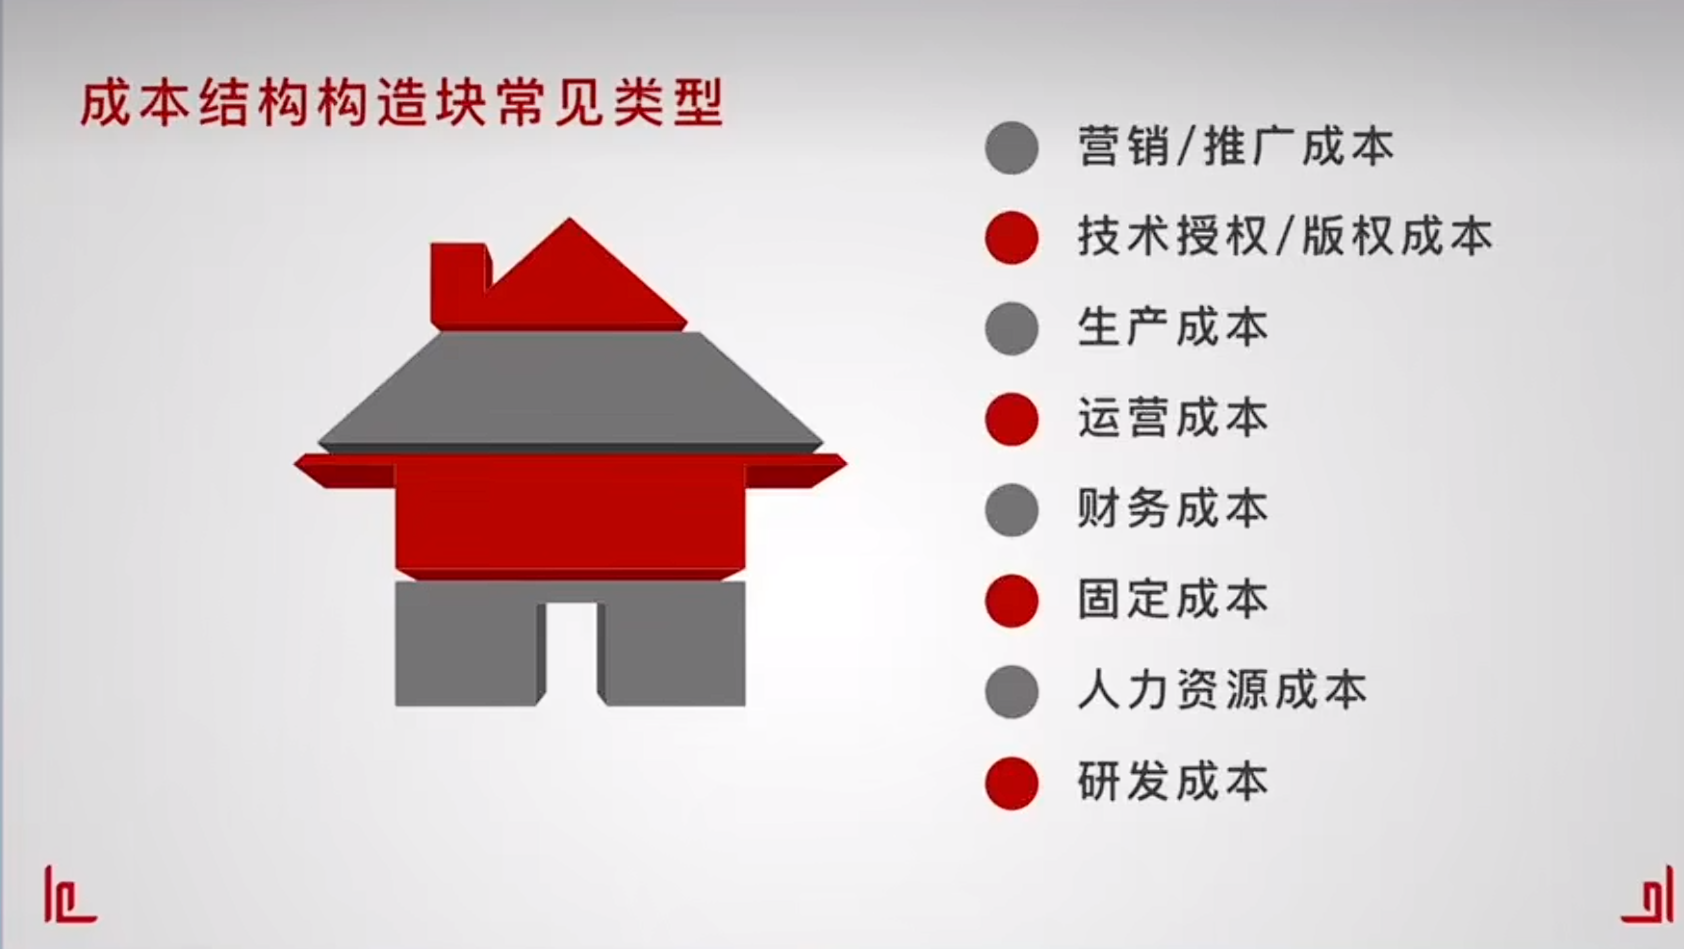 成本结构构造块常见类型
营销/推广成本
技术授权/版权成本
生产成本
运营成本
财务成本
固定成本
人力资源成本
研发成本